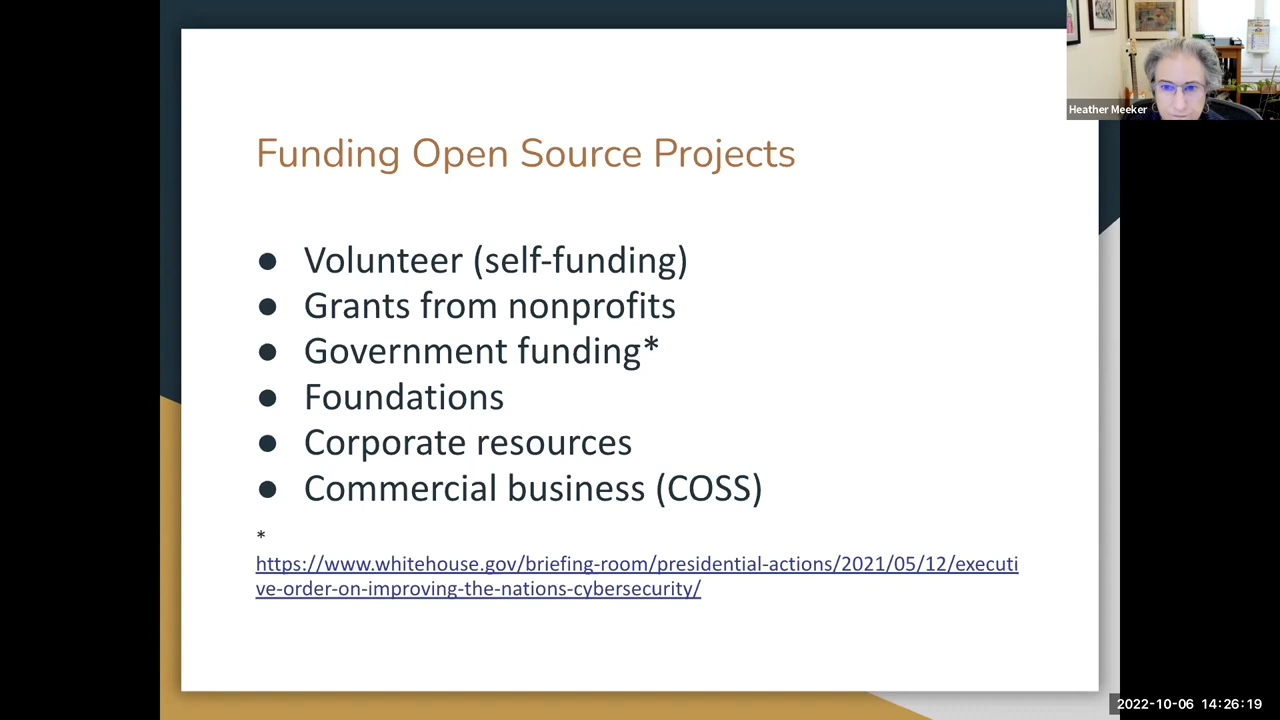 Heather Meeker
Funding Open Source Projects
● Volunteer (self-funding)
● Grants from nonprofits
● Government funding*
● Foundations
● Corporate resources
● Commercial business (COSS)
*
https://www.whitehouse.gov/briefing-room/presidential-actions/2021/05/12/executi
ve-order-on-improving-the-nations-cybersecurity/
2022-10-06 14:26:19